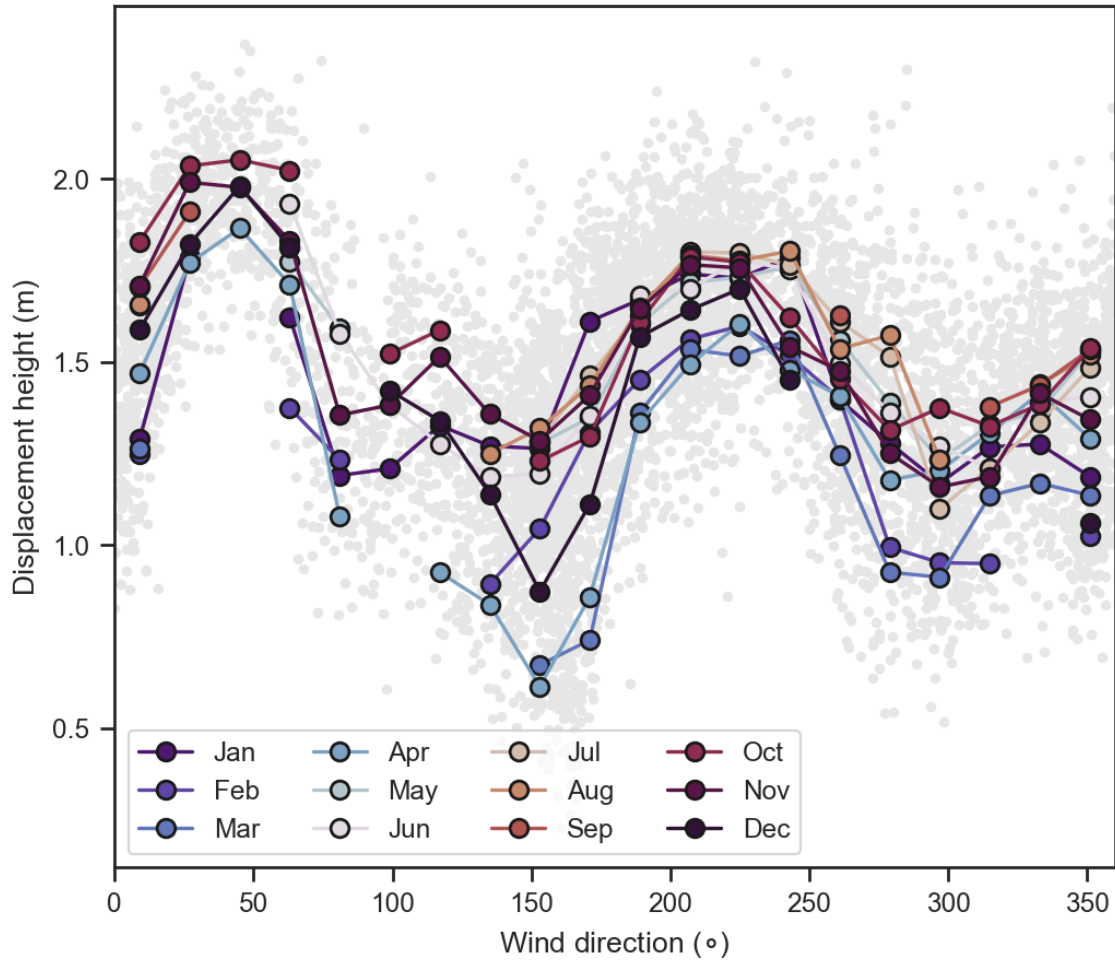 2.0
1.5
1.0
0.5
Displacement height (m)
Jan Apr Jul Oct
Feb May Aug Nov
Mar Jun Sep Dec
0 50 100 150 200 250 300 350
Wind direction (∘)